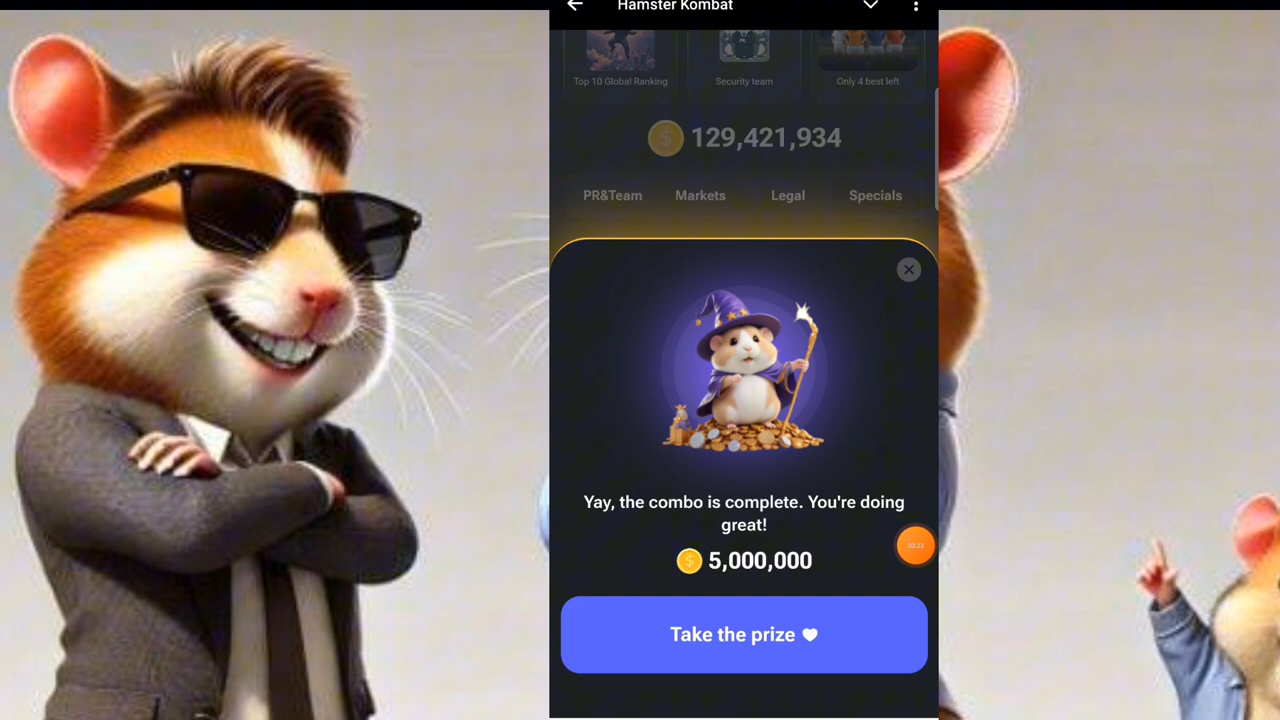 Hamster Kombat
Top 10 Global Ranking
Security team
Only 4 best left
129,421,934
PR&Team
Markets
Legal
Specials
Yay, the combo is complete. You're doing
great!
5,000,000
Take the prize